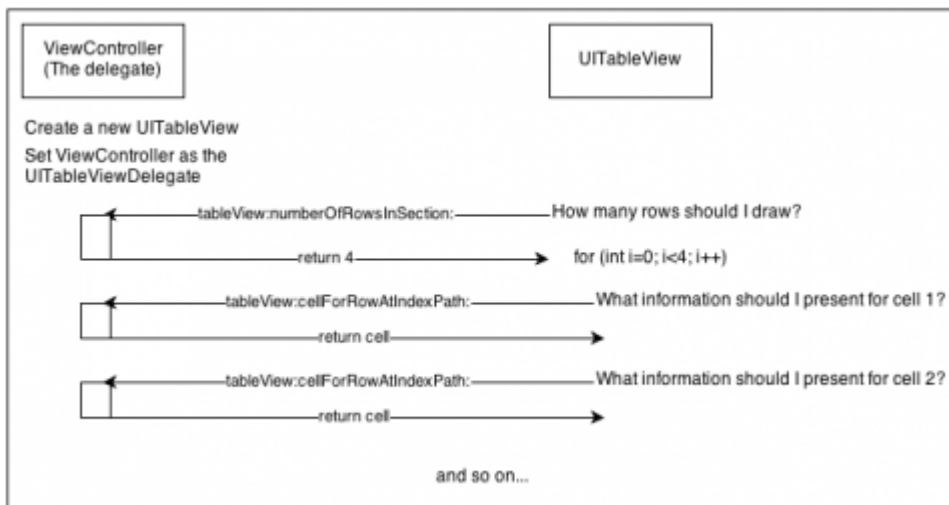 ViewController
(The delegate)
UITableView
Create a new UITableView
Set ViewController as the
UITableViewDelegate
tableView:numberOfRowsInSection:
How many rows should I draw?
return 4
for (int i=0; i<4; i++)
tableView:cellForRowAtIndexPath:
What information should I present for cell 1?
return cell
tableView:cellForRowAtIndexPath:
What information should I present for cell 2?
return cell
and so on...